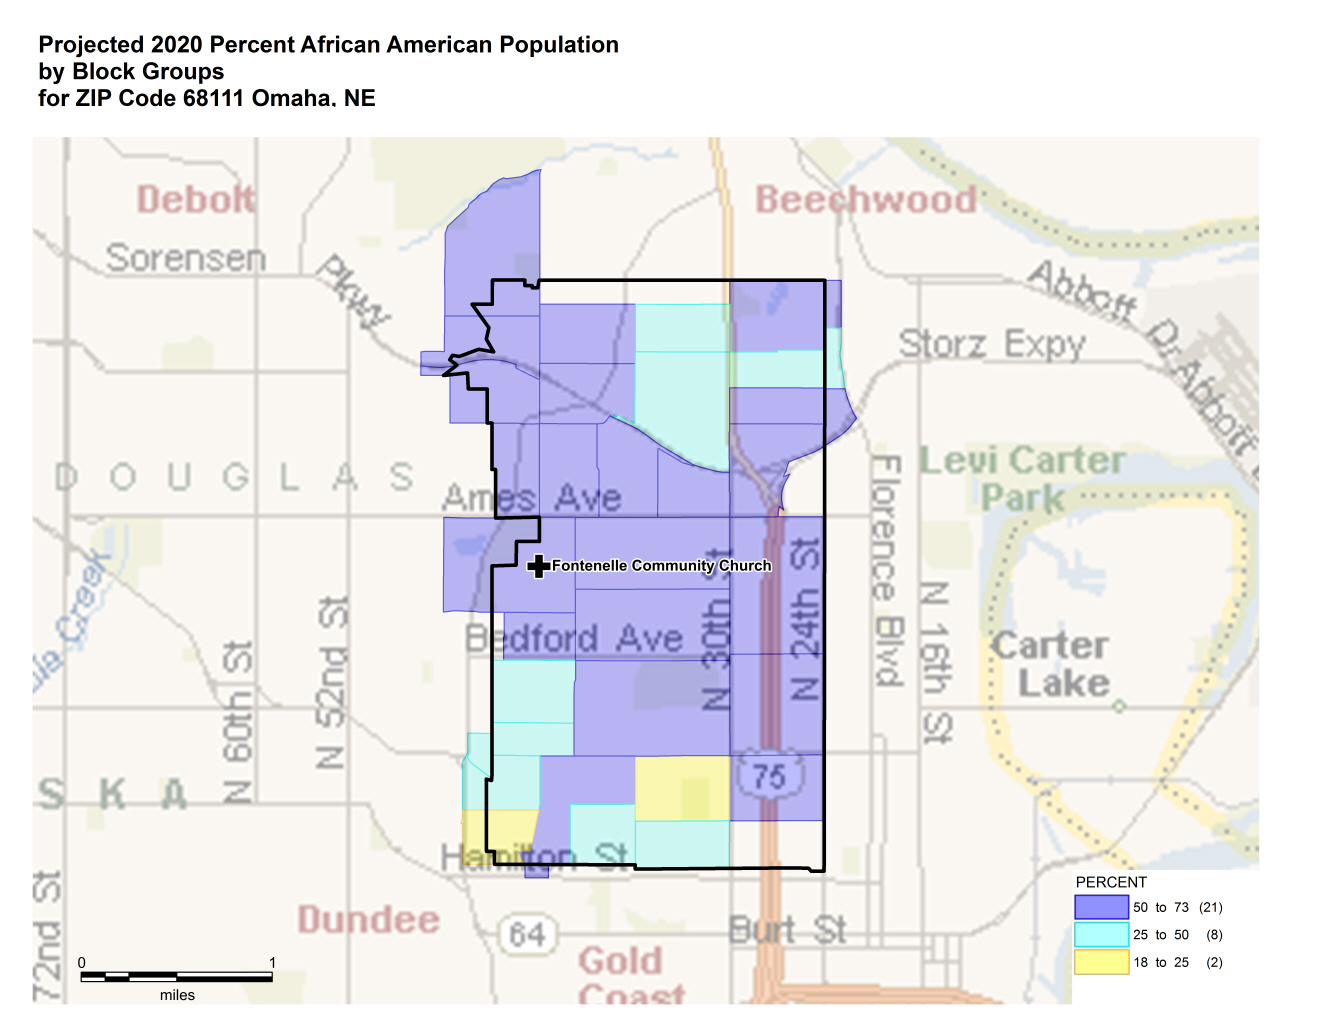 Projected 2020 Percent African American Population
by Block Groups
for ZIP Code 68111 Omaha, NE
Debolt
Beechwood
Sorensen
Pkwy
Abbott Dr
Abbott
Storz Expy
DOUGLAS
Levi Carter
Park
Ames Ave
Florence Blvd
Fontenelle Community Church
N 30th St
N 24th St
N 16th St
Creek
N 52nd St
N 60th St
Bedford Ave
Carter
Lake
SKA
75
Hamilton St
72nd St
Dundee
64
Burt St
Gold
Coast
PERCENT
50 to 73 (21)
25 to 50 (8)
18 to 25 (2)
0 1
miles